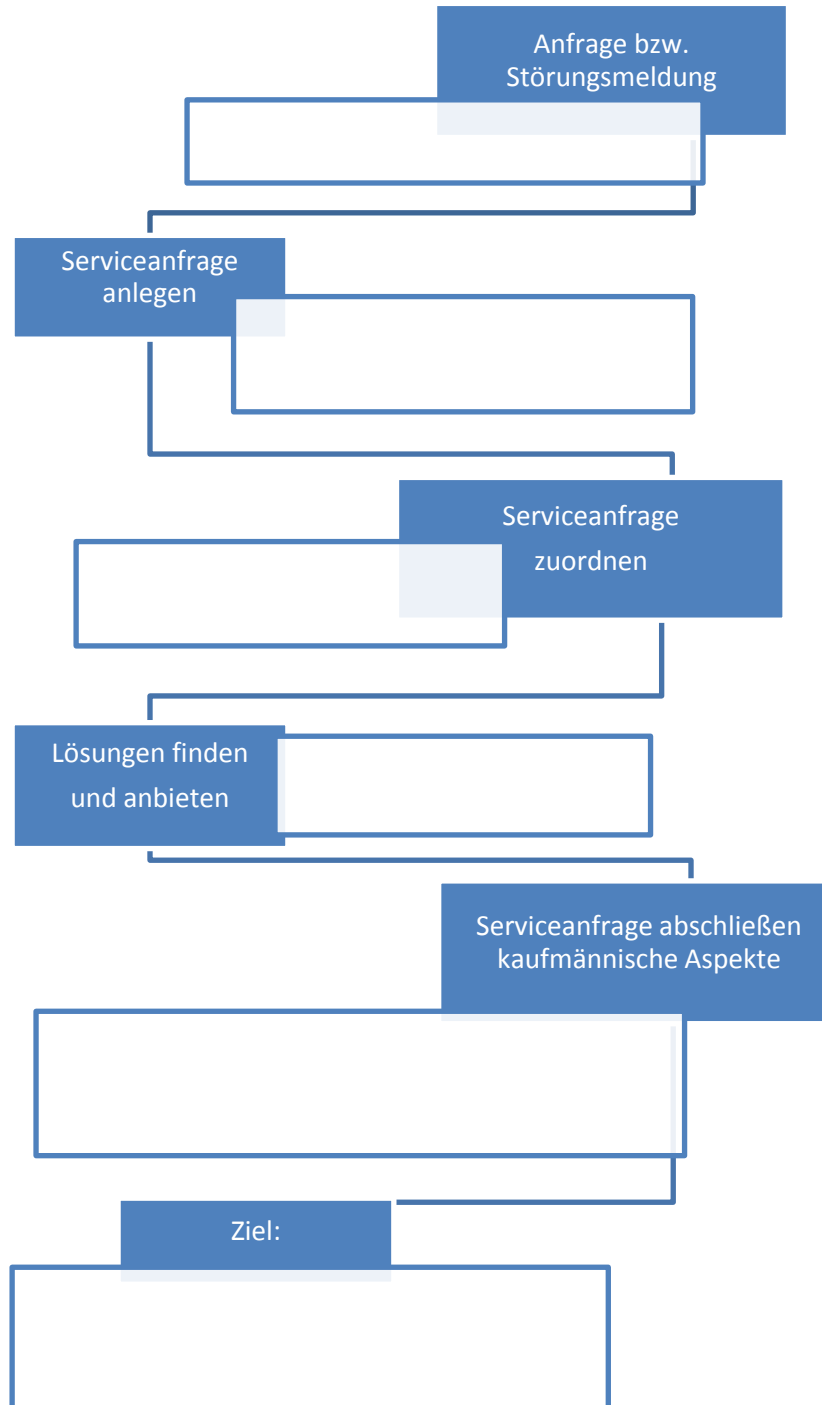 Anfrage bzw.
Störungsmeldung
Serviceanfrage
anlegen
Serviceanfrage
zuordnen
Lösungen finden
und anbieten
Serviceanfrage abschließen
kaufmännische Aspekte
Ziel: